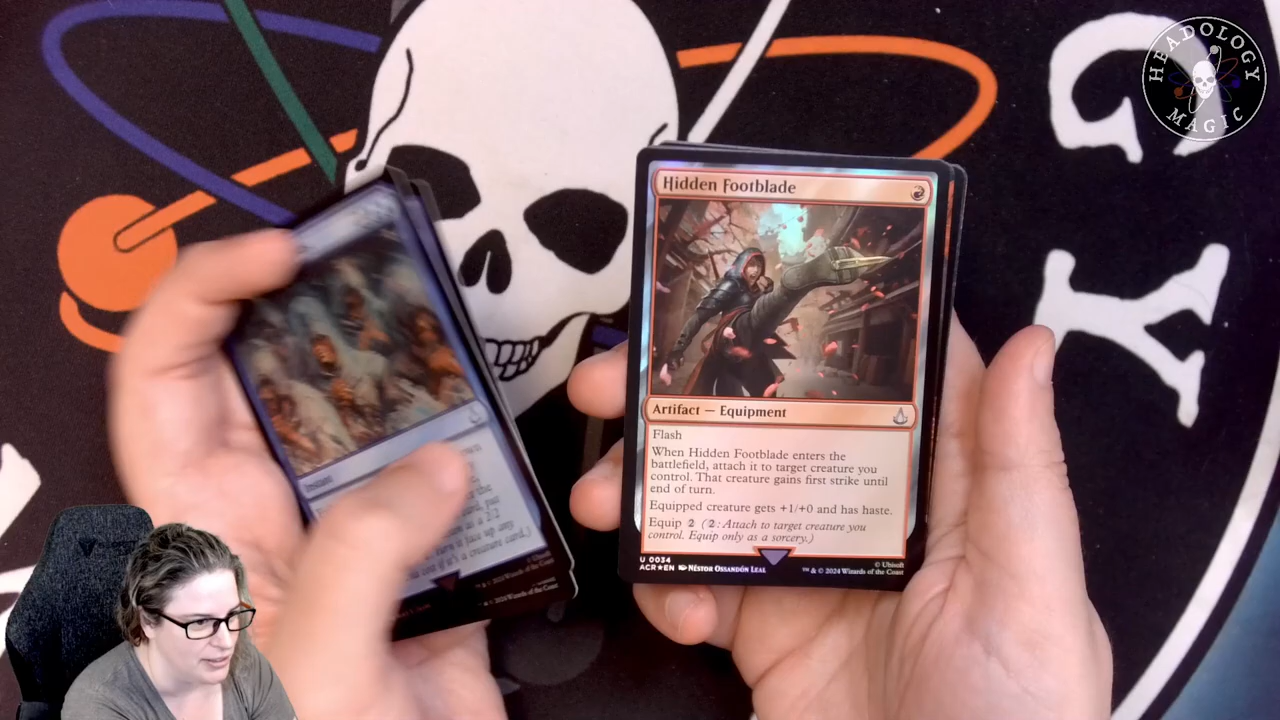 HEADOLOGY
MAGIC
Hidden Footblade
Artifact — Equipment
Flash
When Hidden Footblade enters the
battlefield, attach it to target creature you
control. That creature gains first strike until
end of turn.
Equipped creature gets +1/+0 and has haste.
Equip 2 (2: Attach to target creature you
control. Equip only as a sorcery.)
U 0034
ACR★EN Néstor Ossandón Leal
© Ubisoft
™ & © 2024 Wizards of the Coast
Instant
G
Y